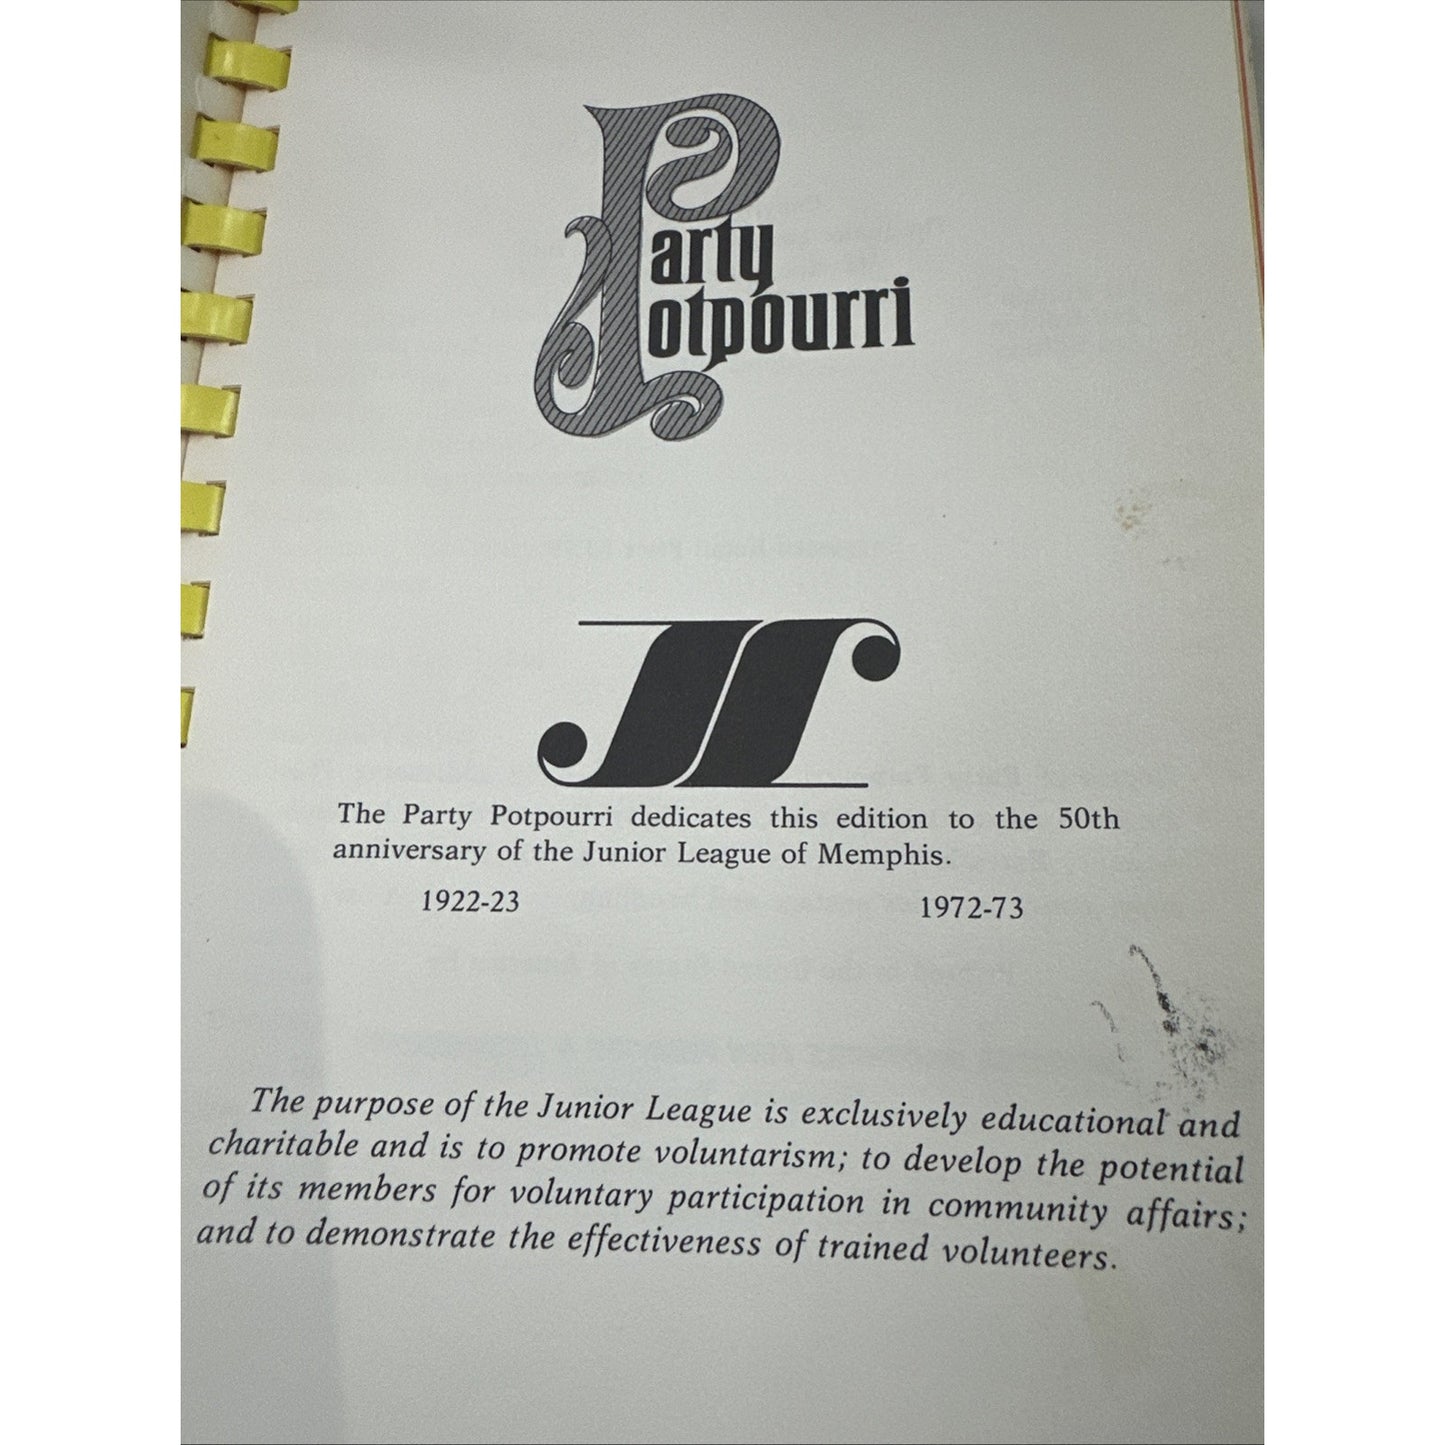 Party
Potpourri
JL
The Party Potpourri dedicates this edition to the 50th
anniversary of the Junior League of Memphis.
1922-23 1972-73
The purpose of the Junior League is exclusively educational and
charitable and is to promote voluntarism; to develop the potential
of its members for voluntary participation in community affairs;
and to demonstrate the effectiveness of trained volunteers.